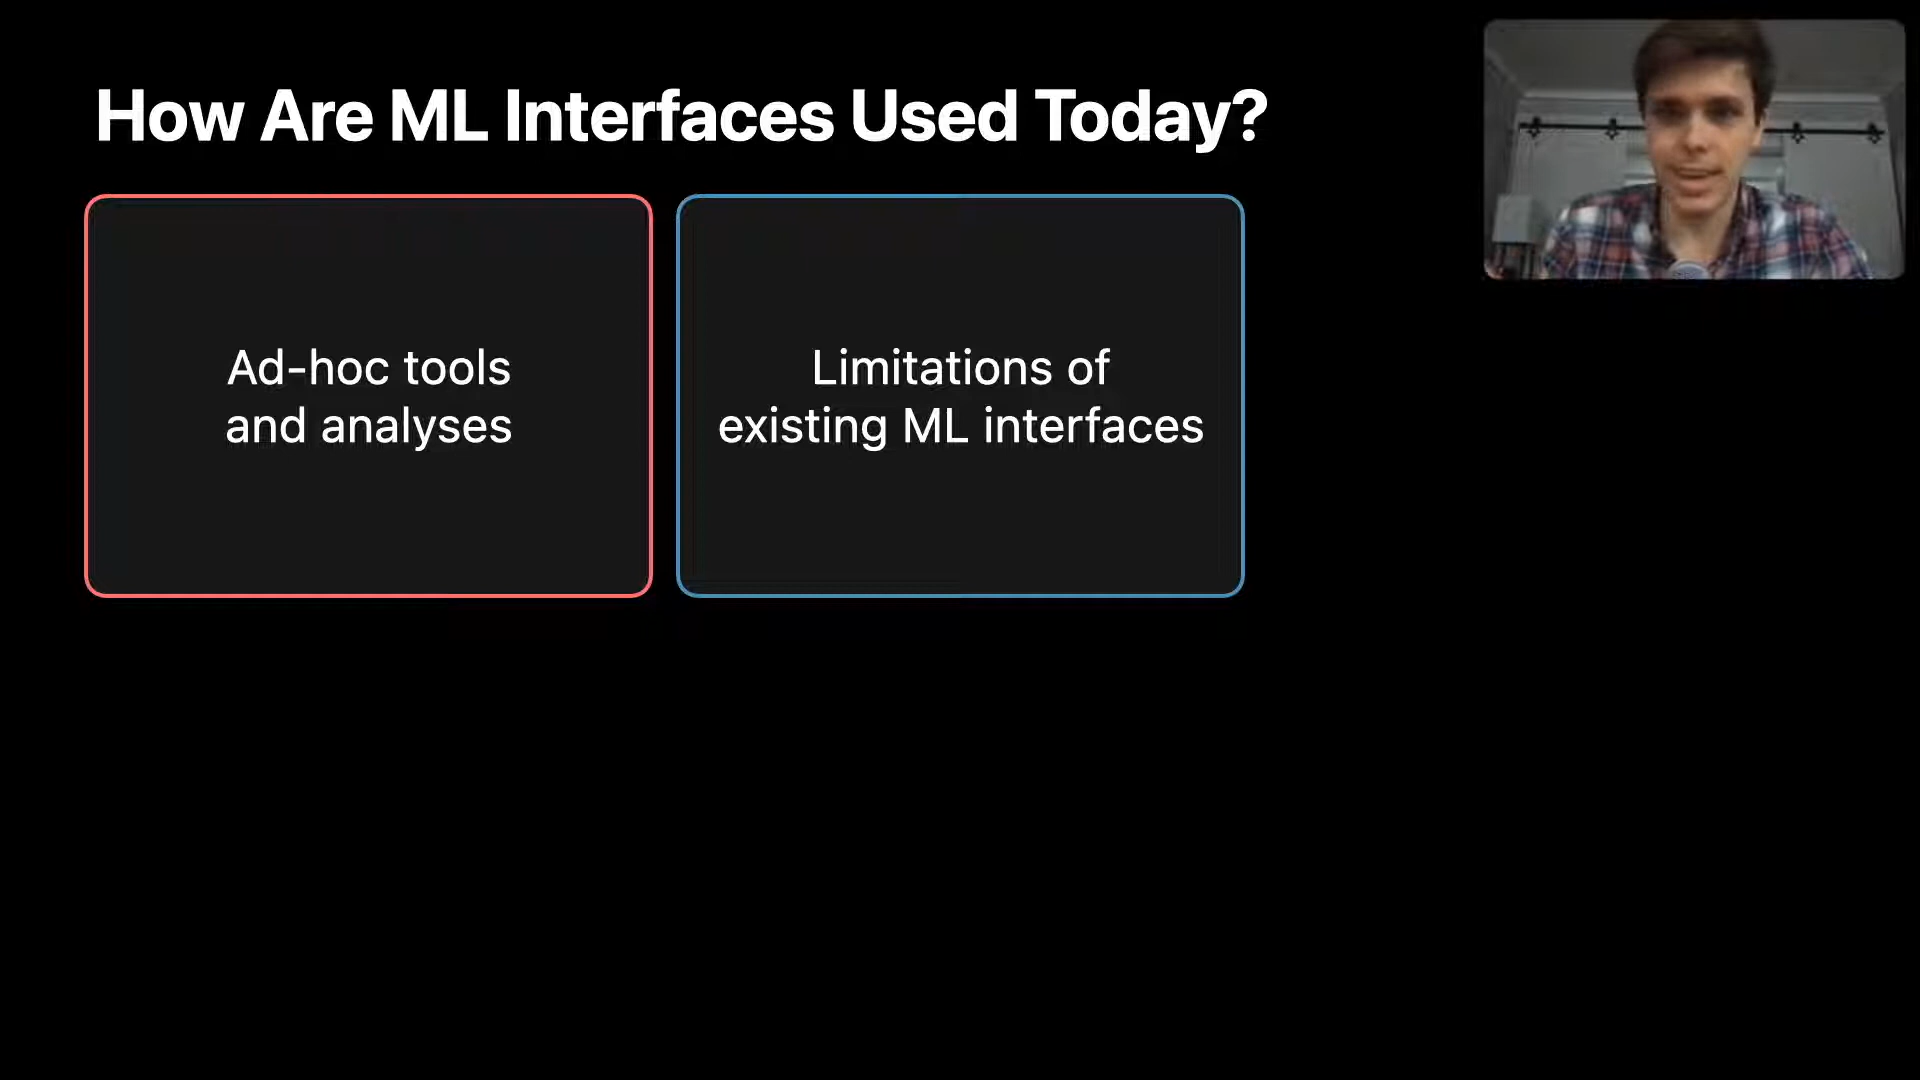 How Are ML Interfaces Used Today?
Ad-hoc tools
and analyses
Limitations of
existing ML interfaces